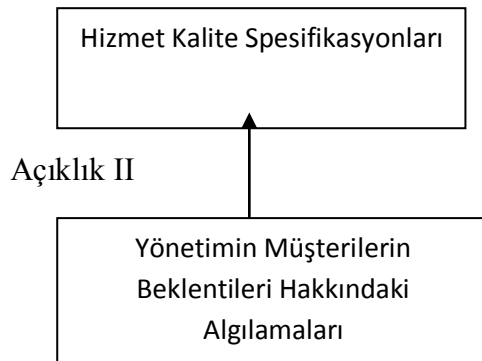 Hizmet Kalite Spesifikasyonları
Açıklık II
Yönetimin Müşterilerin
Beklentileri Hakkındaki
Algılamaları